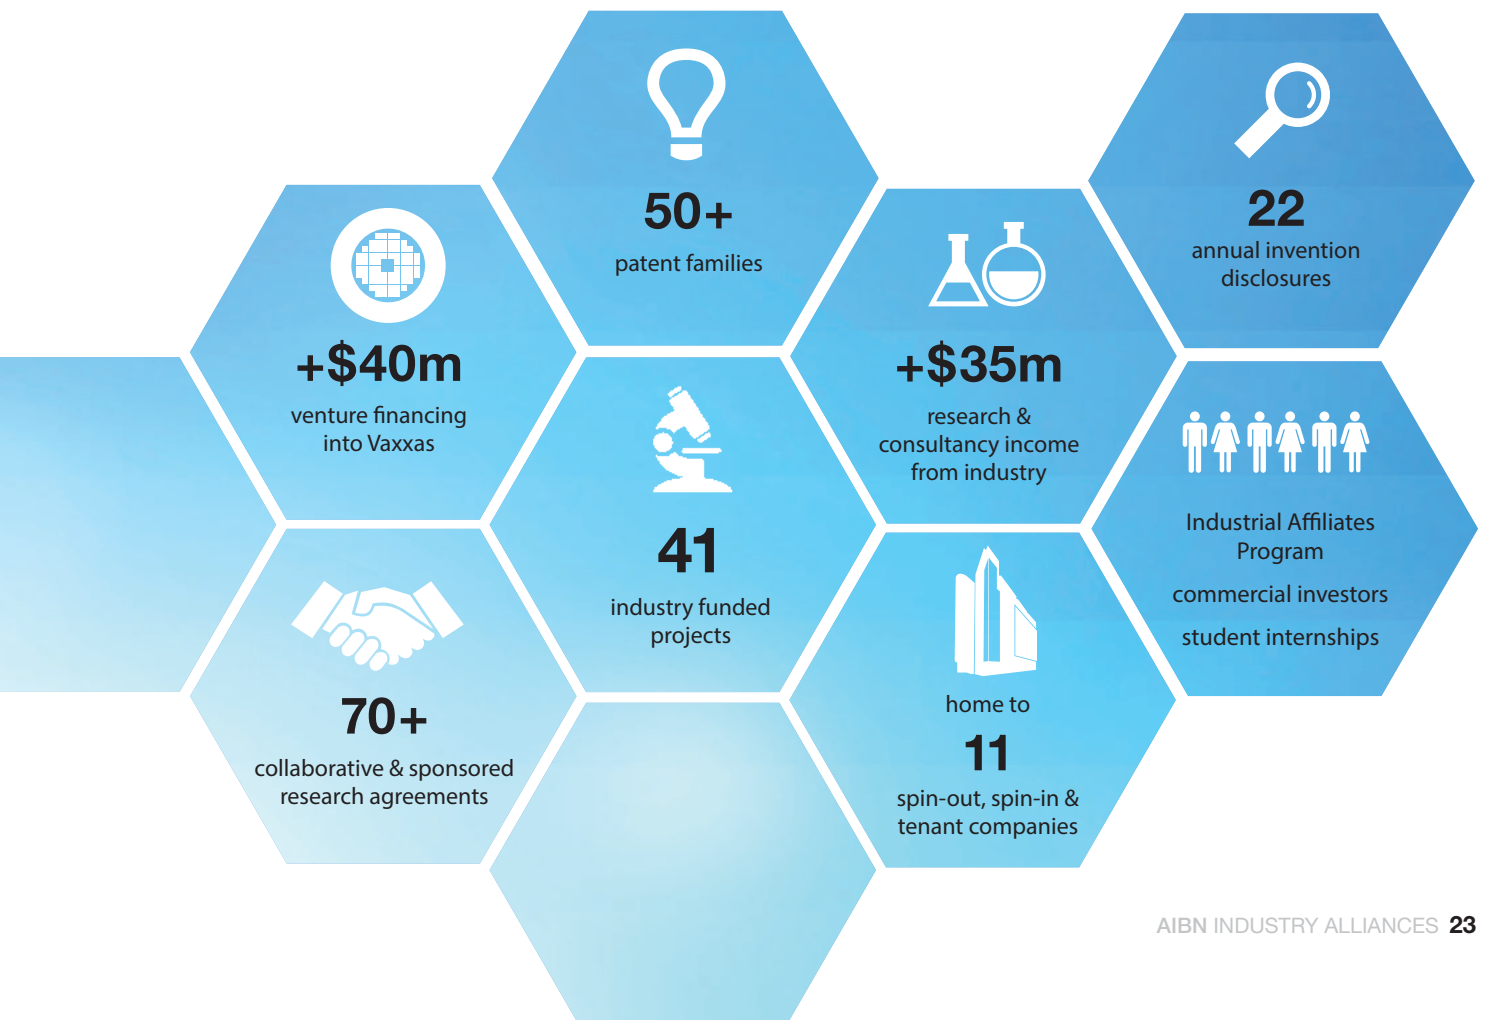 50+
patent families
22
annual invention
disclosures
+$40m
venture financing
into Vaxxas
+$35m
research &
consultancy income
from industry
41
industry funded
projects
Industrial Affiliates
Program
commercial investors
student internships
70+
collaborative & sponsored
research agreements
home to
11
spin-out, spin-in &
tenant companies
AIBN INDUSTRY ALLIANCES 23